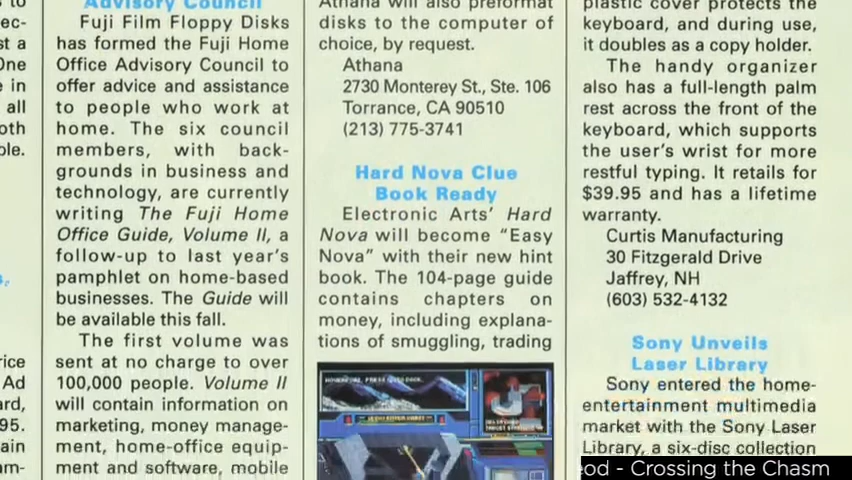 Advisory Council
Fuji Film Floppy Disks
has formed the Fuji Home
Office Advisory Council to
offer advice and assistance
to people who work at
home. The six council
members, with back-
grounds in business and
technology, are currently
writing The Fuji Home
Office Guide, Volume II, a
follow-up to last year's
pamphlet on home-based
businesses. The Guide will
be available this fall.
The first volume was
sent at no charge to over
100,000 people. Volume II
will contain information on
marketing, money manage-
ment, home-office equip-
ment and software, mobile
Athana will also preformat
disks to the computer of
choice, by request.
Athana
2730 Monterey St., Ste. 106
Torrance, CA 90510
(213) 775-3741
Hard Nova Clue
Book Ready
Electronic Arts' Hard
Nova will become “Easy
Nova” with their new hint
book. The 104-page guide
contains chapters on
money, including explana-
tions of smuggling, trading
plastic cover protects the
keyboard, and during use,
it doubles as a copy holder.
The handy organizer
also has a full-length palm
rest across the front of the
keyboard, which supports
the user's wrist for more
restful typing. It retails for
$39.95 and has a lifetime
warranty.
Curtis Manufacturing
30 Fitzgerald Drive
Jaffrey, NH
(603) 532-4132
Sony Unveils
Laser Library
Sony entered the home-
entertainment multimedia
market with the Sony Laser
Library, a six-disc collection
eod - Crossing the Chasm